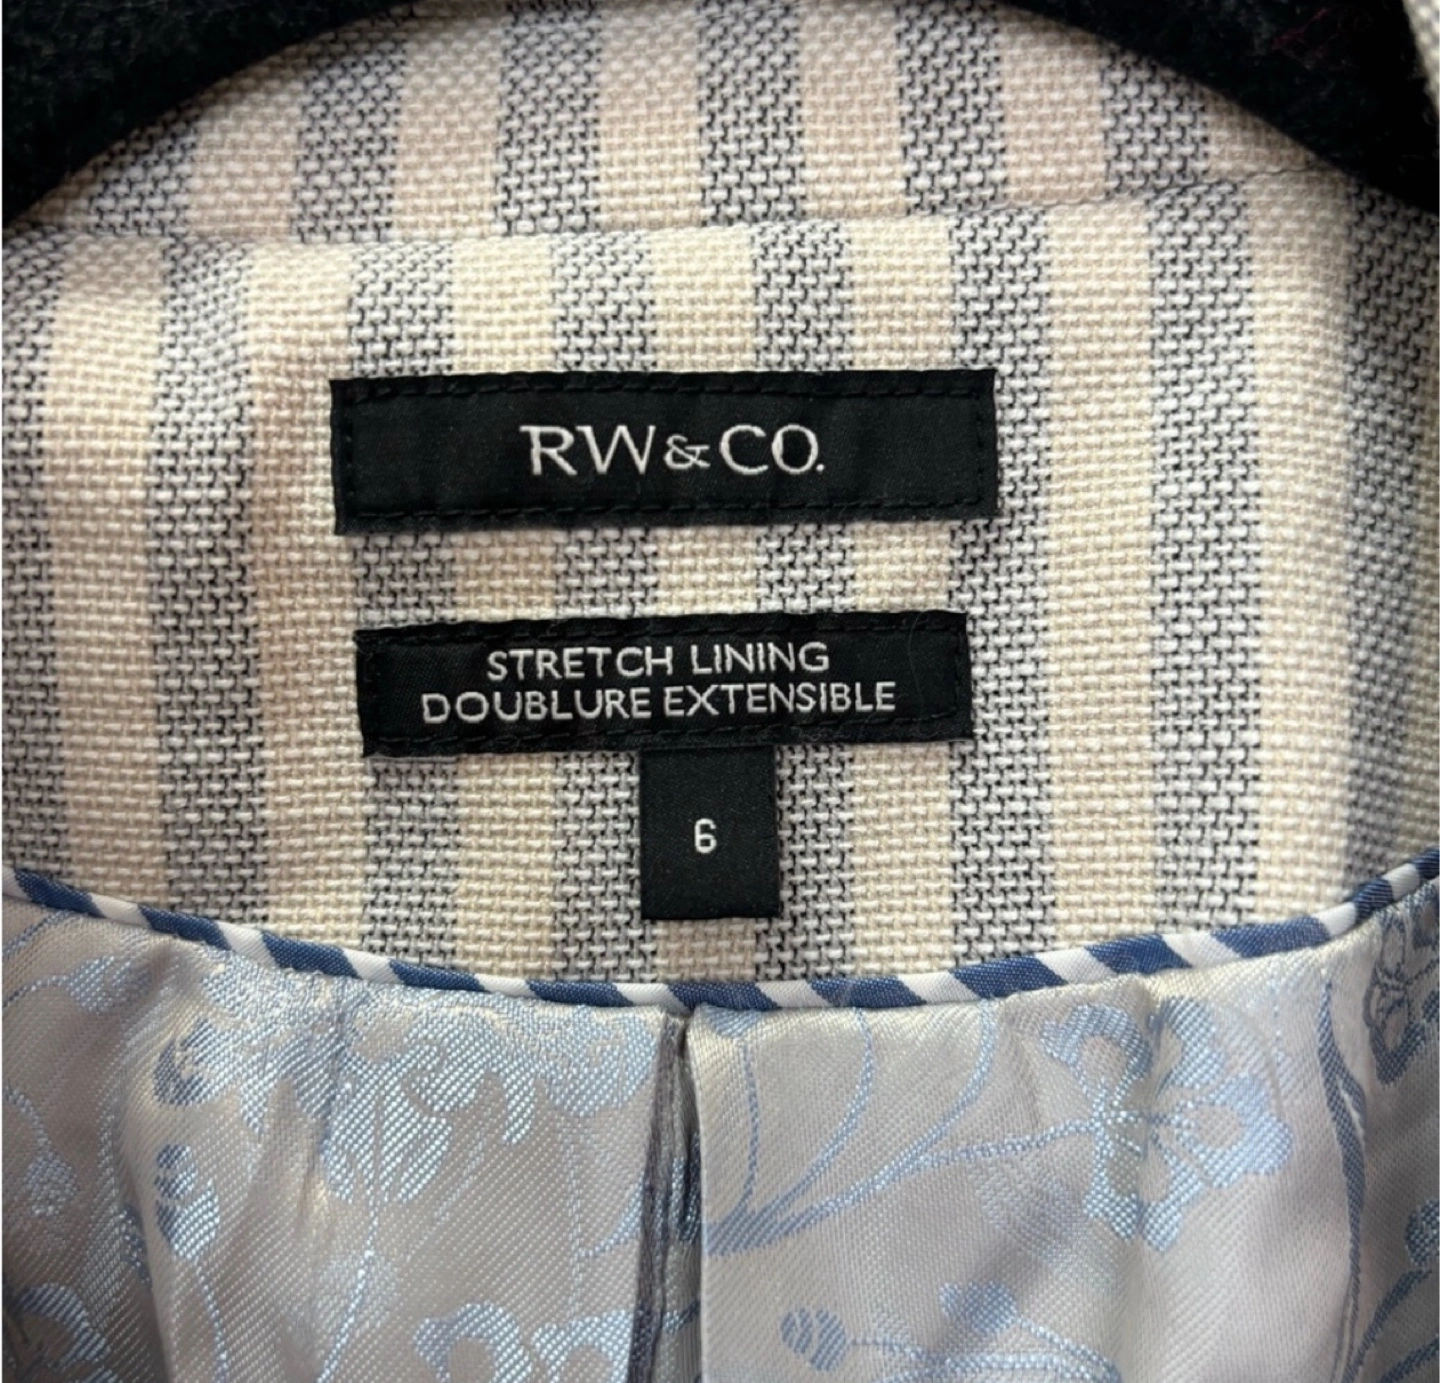 RW&CO.
STRETCH LINING
DOUBLURE EXTENSIBLE
6